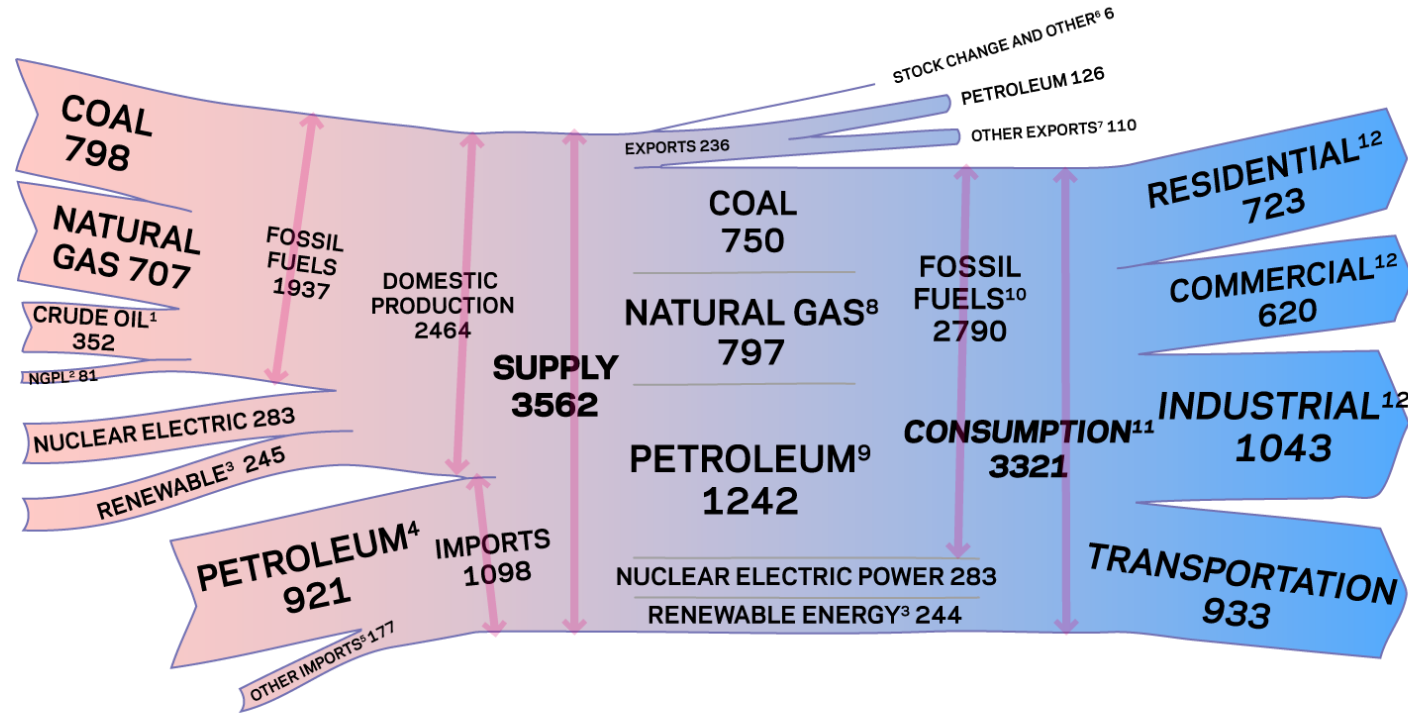 COAL
798
NATURAL
GAS 707
CRUDE OIL¹
352
NGPL² 81
NUCLEAR ELECTRIC 283
RENEWABLE³ 245
PETROLEUM⁴
921
OTHER IMPORTS⁵ 177
FOSSIL
FUELS
1937
DOMESTIC
PRODUCTION
2464
IMPORTS
1098
SUPPLY
3562
STOCK CHANGE AND OTHER⁶ 6
PETROLEUM 126
OTHER EXPORTS⁷ 110
EXPORTS 236
COAL
750
NATURAL GAS⁸
797
PETROLEUM⁹
1242
NUCLEAR ELECTRIC POWER 283
RENEWABLE ENERGY³ 244
FOSSIL
FUELS¹⁰
2790
CONSUMPTION¹¹
3321
RESIDENTIAL¹²
723
COMMERCIAL¹²
620
INDUSTRIAL¹²
1043
TRANSPORTATION
933